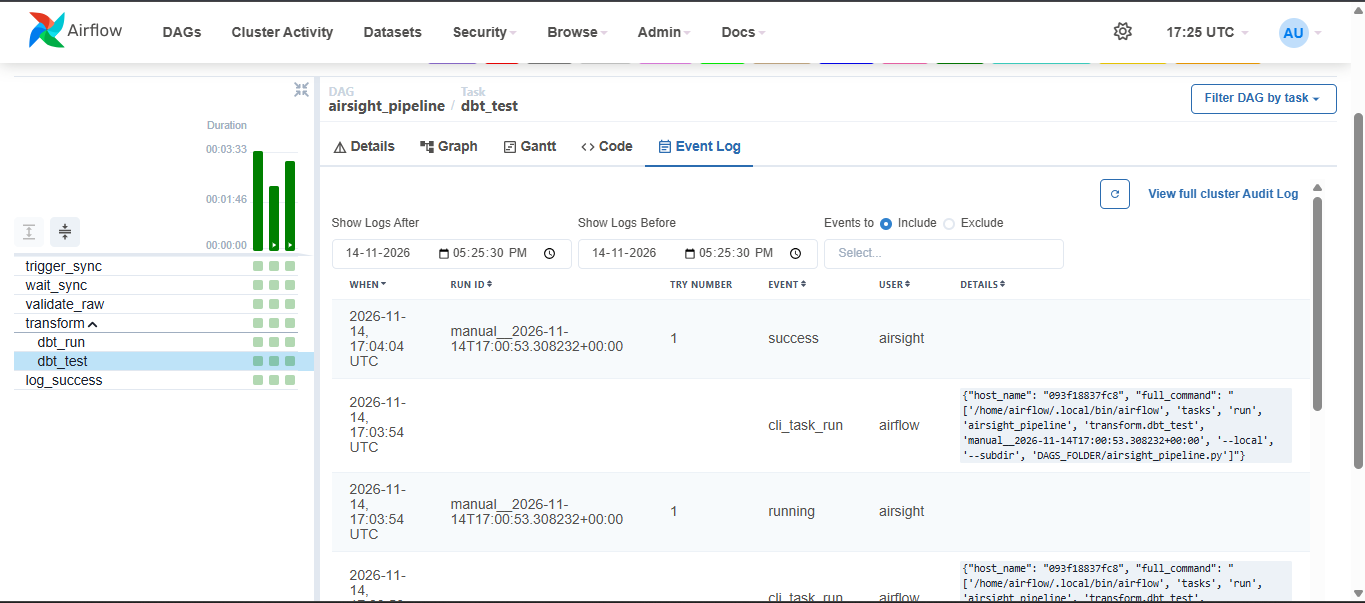 Airflow
DAGs Cluster Activity Datasets Security Browse Admin Docs 17:25 UTC AU
DAG Task
airsight_pipeline / dbt_test
Filter DAG by task
Duration
00:03:33
00:01:46
00:00:00
trigger_sync
wait_sync
validate_raw
transform
dbt_run
dbt_test
log_success
Details Graph Gantt Code Event Log
View full cluster Audit Log
Show Logs After Show Logs Before Events to Include Exclude
14-11-2026 05:25:30 PM 14-11-2026 05:25:30 PM Select...
WHEN RUN ID TRY NUMBER EVENT USER DETAILS
2026-11-
14,
17:04:04
UTC
manual__2026-11-
14T17:00:53.308232+00:00
1 success airsight
2026-11-
14,
17:03:54
UTC
cli_task_run airflow
{"host_name": "093f18837fc8", "full_command": "
['/home/airflow/.local/bin/airflow', 'tasks', 'run',
'airsight_pipeline', 'transform.dbt_test',
'manual__2026-11-14T17:00:53.308232+00:00', '--local',
'--subdir', 'DAGS_FOLDER/airsight_pipeline.py']"}
2026-11-
14,
17:03:54
UTC
manual__2026-11-
14T17:00:53.308232+00:00
1 running airsight
2026-11-
14,
cli_task_run airflow
{"host_name": "093f18837fc8", "full_command": "
['/home/airflow/.local/bin/airflow', 'tasks', 'run',
'airsight_pipeline', 'transform.dbt_test',